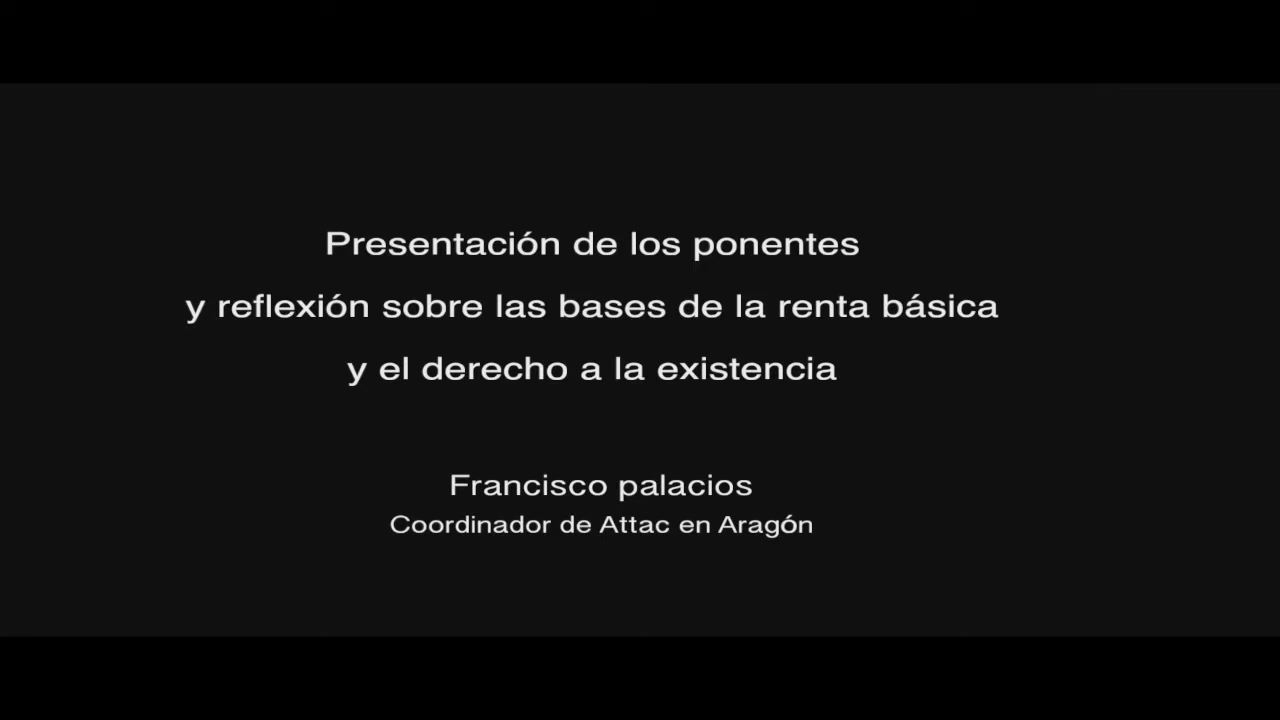 Presentación de los ponentes
y reflexión sobre las bases de la renta básica
y el derecho a la existencia
Francisco palacios
Coordinador de Attac en Aragón